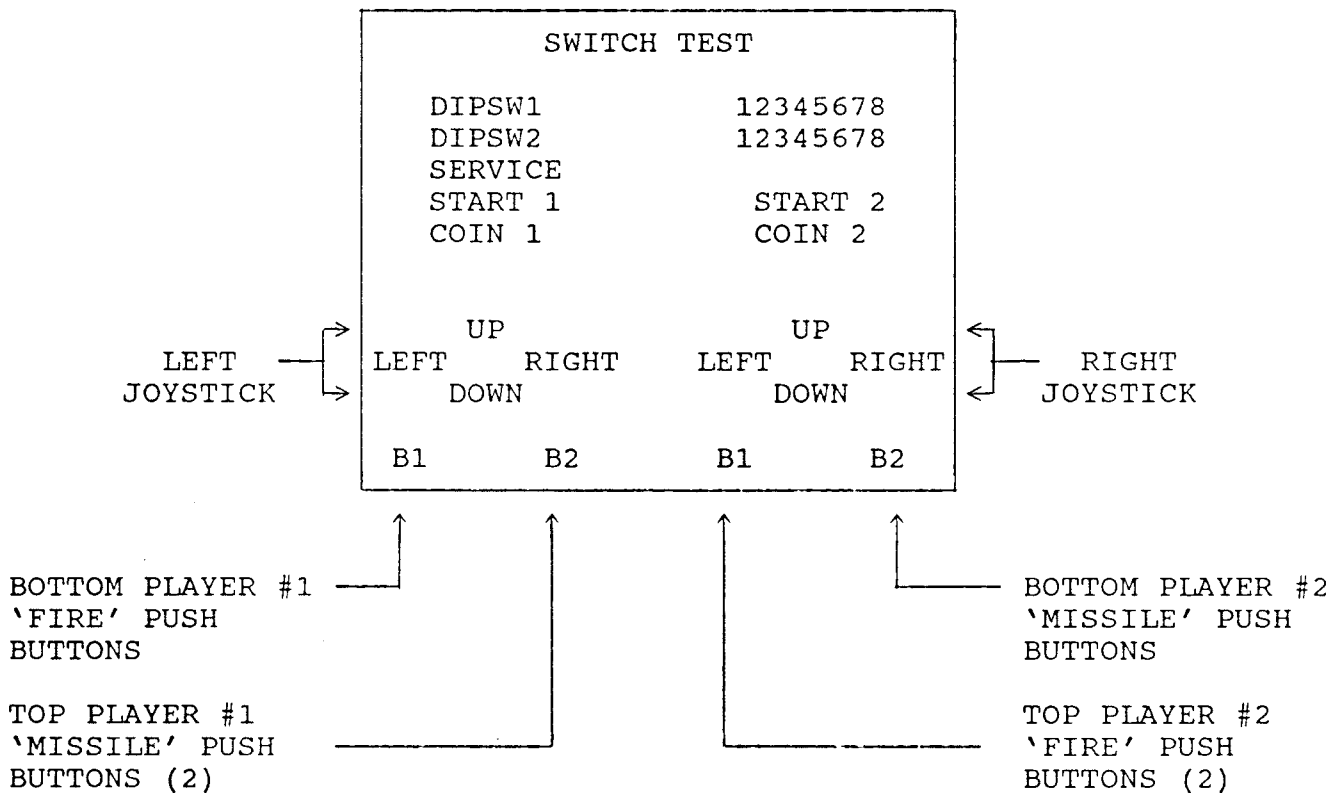 SWITCH TEST
DIPSW1 12345678
DIPSW2 12345678
SERVICE
START 1 START 2
COIN 1 COIN 2
UP UP
LEFT LEFT RIGHT LEFT RIGHT RIGHT
JOYSTICK DOWN DOWN JOYSTICK
B1 B2 B1 B2
BOTTOM PLAYER #1
‵FIRE′ PUSH
BUTTONS
BOTTOM PLAYER #2
‵MISSILE′ PUSH
BUTTONS
TOP PLAYER #1
‵MISSILE′ PUSH
BUTTONS (2)
TOP PLAYER #2
‵FIRE′ PUSH
BUTTONS (2)